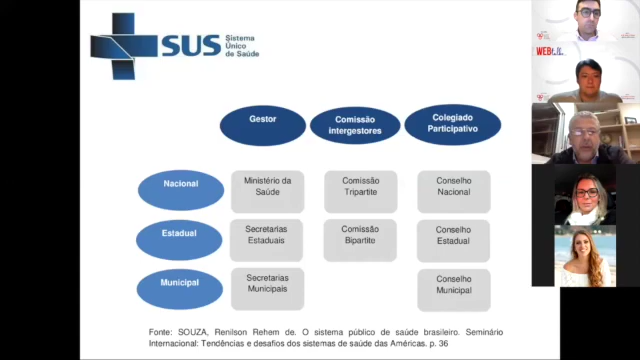 SUS
Sistema
Único
de Saúde
Gestor
Comissão
intergestores
Colegiado
Participativo
Nacional
Ministério da
Saúde
Comissão
Tripartite
Conselho
Nacional
Estadual
Secretarias
Estaduais
Comissão
Bipartite
Conselho
Estadual
Municipal
Secretarias
Municipais
Conselho
Municipal
Fonte: SOUZA, Renilson Rehem de. O sistema público de saúde brasileiro. Seminário
Internacional: Tendências e desafios dos sistemas de saúde das Américas. p. 36